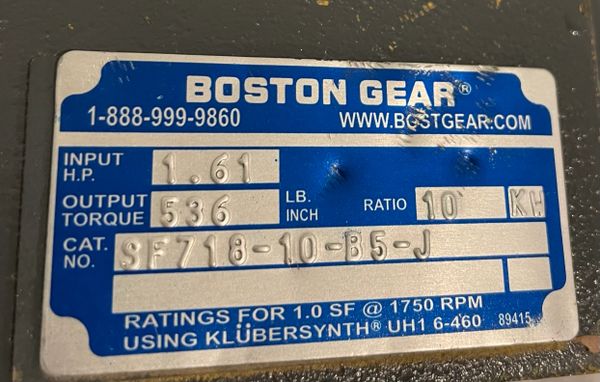 BOSTON GEAR®
1-888-999-9860 WWW.BOSTGEAR.COM
INPUT H.P. 1.61
OUTPUT TORQUE 536 LB. INCH RATIO 10 KH
CAT. NO. SF718-10-B5-J
RATINGS FOR 1.0 SF @ 1750 RPM
USING KLÜBERSYNTH® UH1 6-460 89415